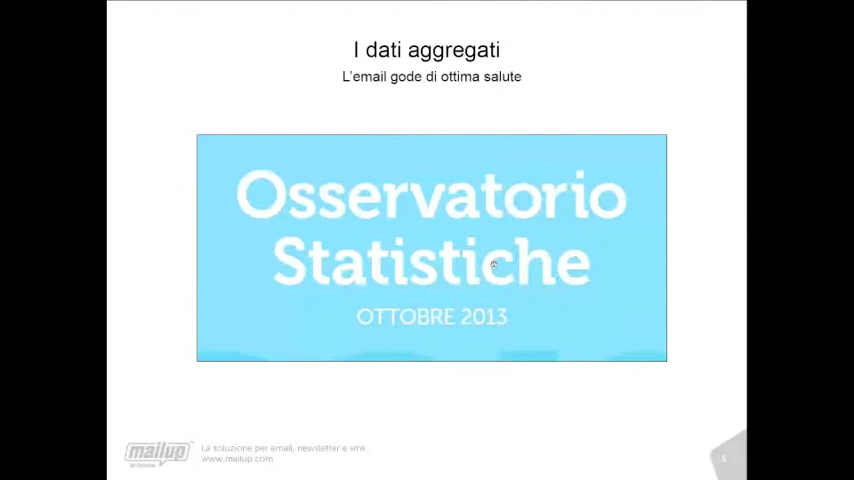 I dati aggregati
L'email gode di ottima salute
Osservatorio
Statistiche
OTTOBRE 2013
mailup
La soluzione per email, newsletter e sms
www.mailup.com
5